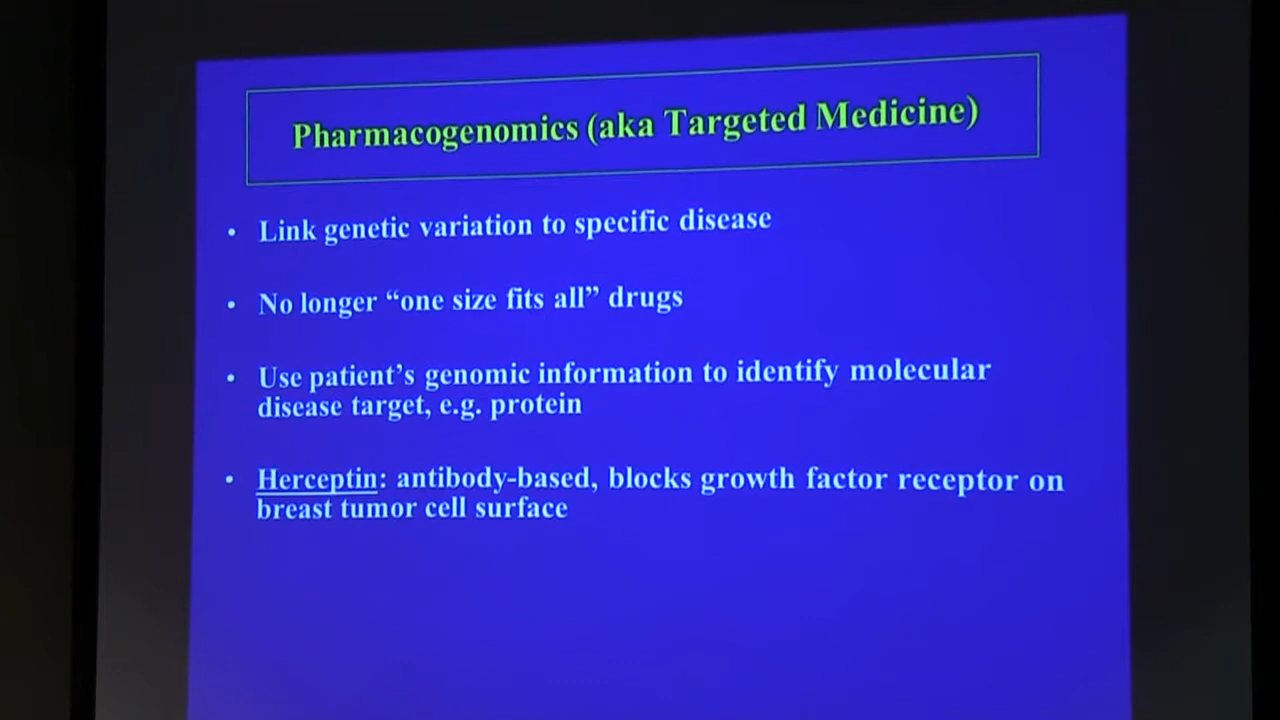 Pharmacogenomics (aka Targeted Medicine)
• Link genetic variation to specific disease
• No longer “one size fits all” drugs
• Use patient’s genomic information to identify molecular
disease target, e.g. protein
• Herceptin: antibody-based, blocks growth factor receptor on
breast tumor cell surface